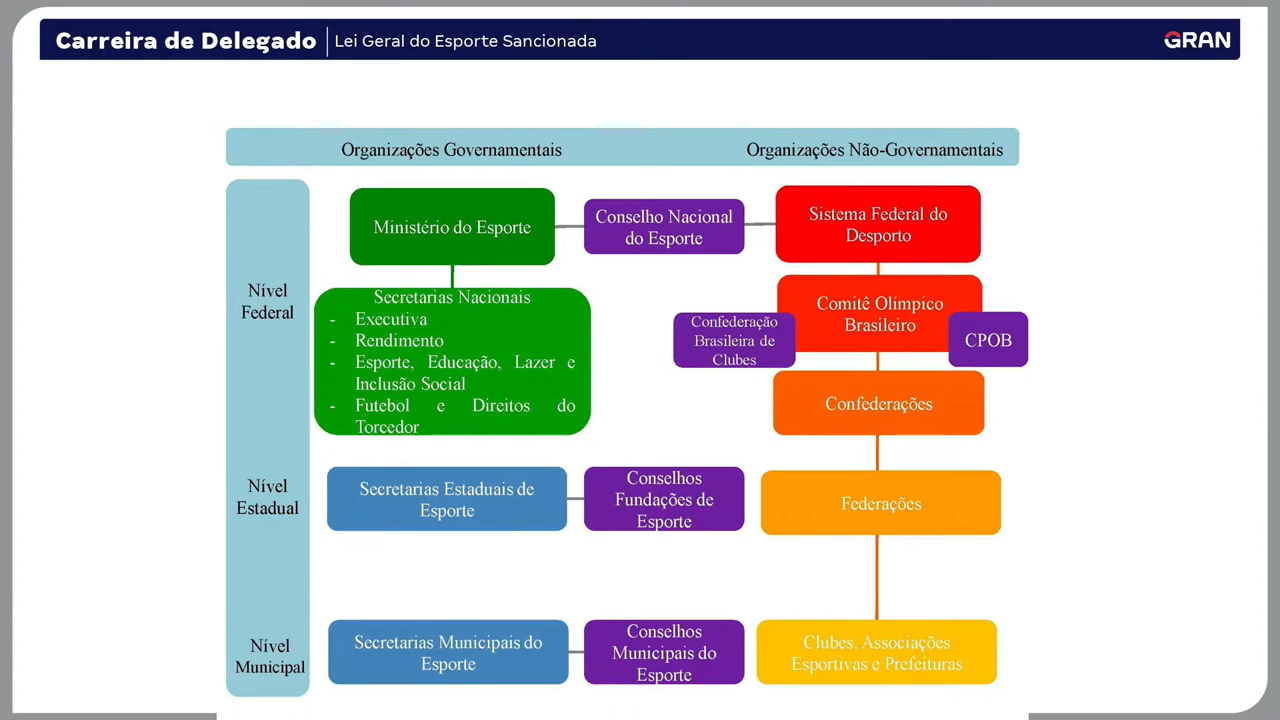 Carreira de Delegado
Lei Geral do Esporte Sancionada
GRAN
Organizações Governamentais
Organizações Não-Governamentais
Nível
Federal
Ministério do Esporte
Conselho Nacional
do Esporte
Sistema Federal do
Desporto
Secretarias Nacionais
- Executiva
- Rendimento
- Esporte, Educação, Lazer e
Inclusão Social
- Futebol e Direitos do
Torcedor
Comitê Olímpico
Brasileiro
Confederação
Brasileira de
Clubes
CPOB
Confederações
Nível
Estadual
Secretarias Estaduais de
Esporte
Conselhos
Fundações de
Esporte
Federações
Nível
Municipal
Secretarias Municipais do
Esporte
Conselhos
Municipais do
Esporte
Clubes, Associações
Esportivas e Prefeituras